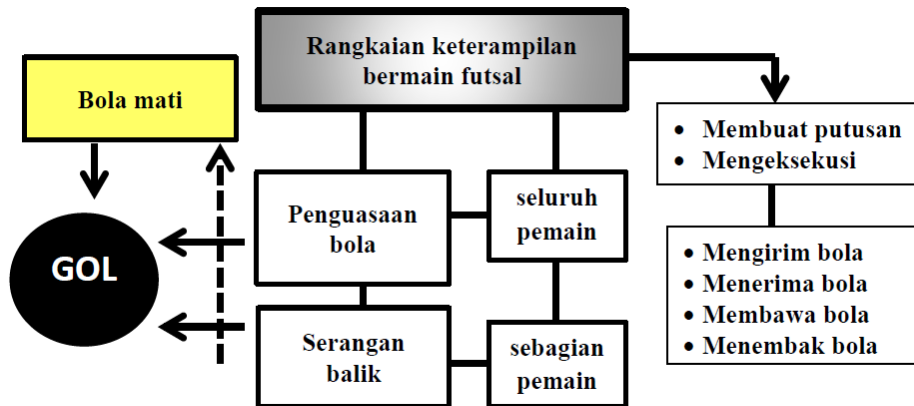 Rangkaian keterampilan
bermain futsal
Bola mati
• Membuat putusan
• Mengeksekusi
Penguasaan
bola
seluruh
pemain
GOL
• Mengirim bola
• Menerima bola
• Membawa bola
• Menembak bola
Serangan
balik
sebagian
pemain